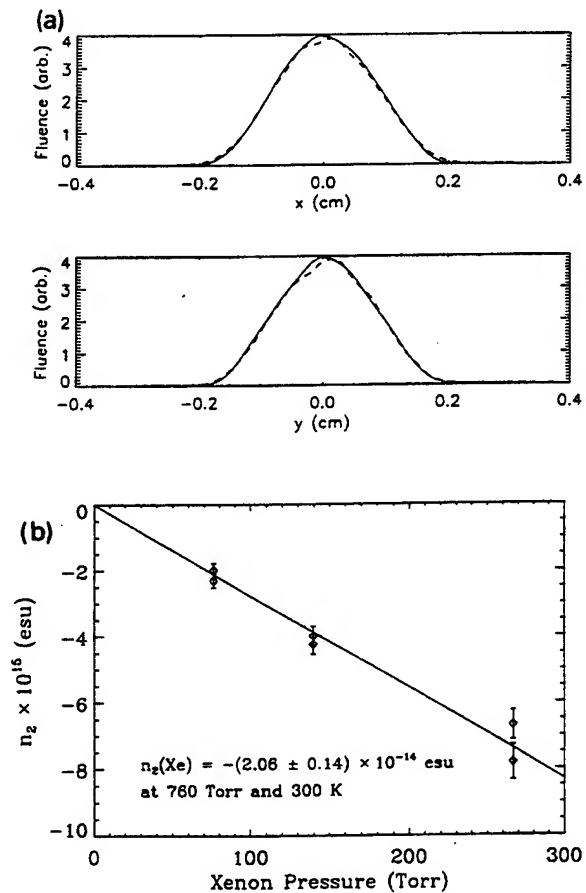 (a)
4
3
2
1
0
Fluence (arb.)
−0.4 −0.2 0.0 0.2 0.4
x (cm)
4
3
2
1
0
Fluence (arb.)
−0.4 −0.2 0.0 0.2 0.4
y (cm)
(b)
0
−2
−4
−6
−8
−10
n₂ × 10¹⁵ (esu)
n₂(Xe) = −(2.06 ± 0.14) × 10⁻¹⁴ esu
at 760 Torr and 300 K
0 100 200 300
Xenon Pressure (Torr)